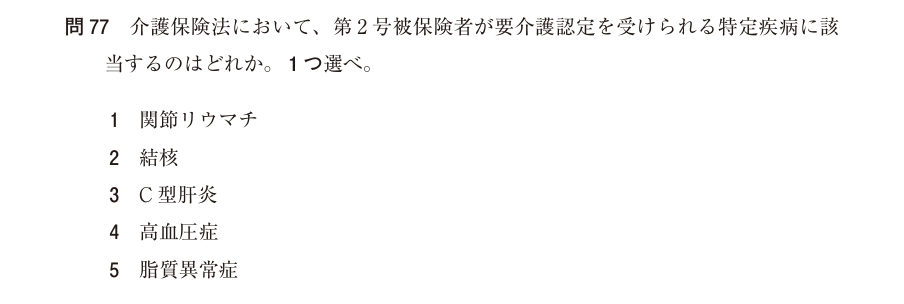 問77 介護保険法において、第2号被保険者が要介護認定を受けられる特定疾病に該
当するのはどれか。1つ選べ。
1 関節リウマチ
2 結核
3 C型肝炎
4 高血圧症
5 脂質異常症